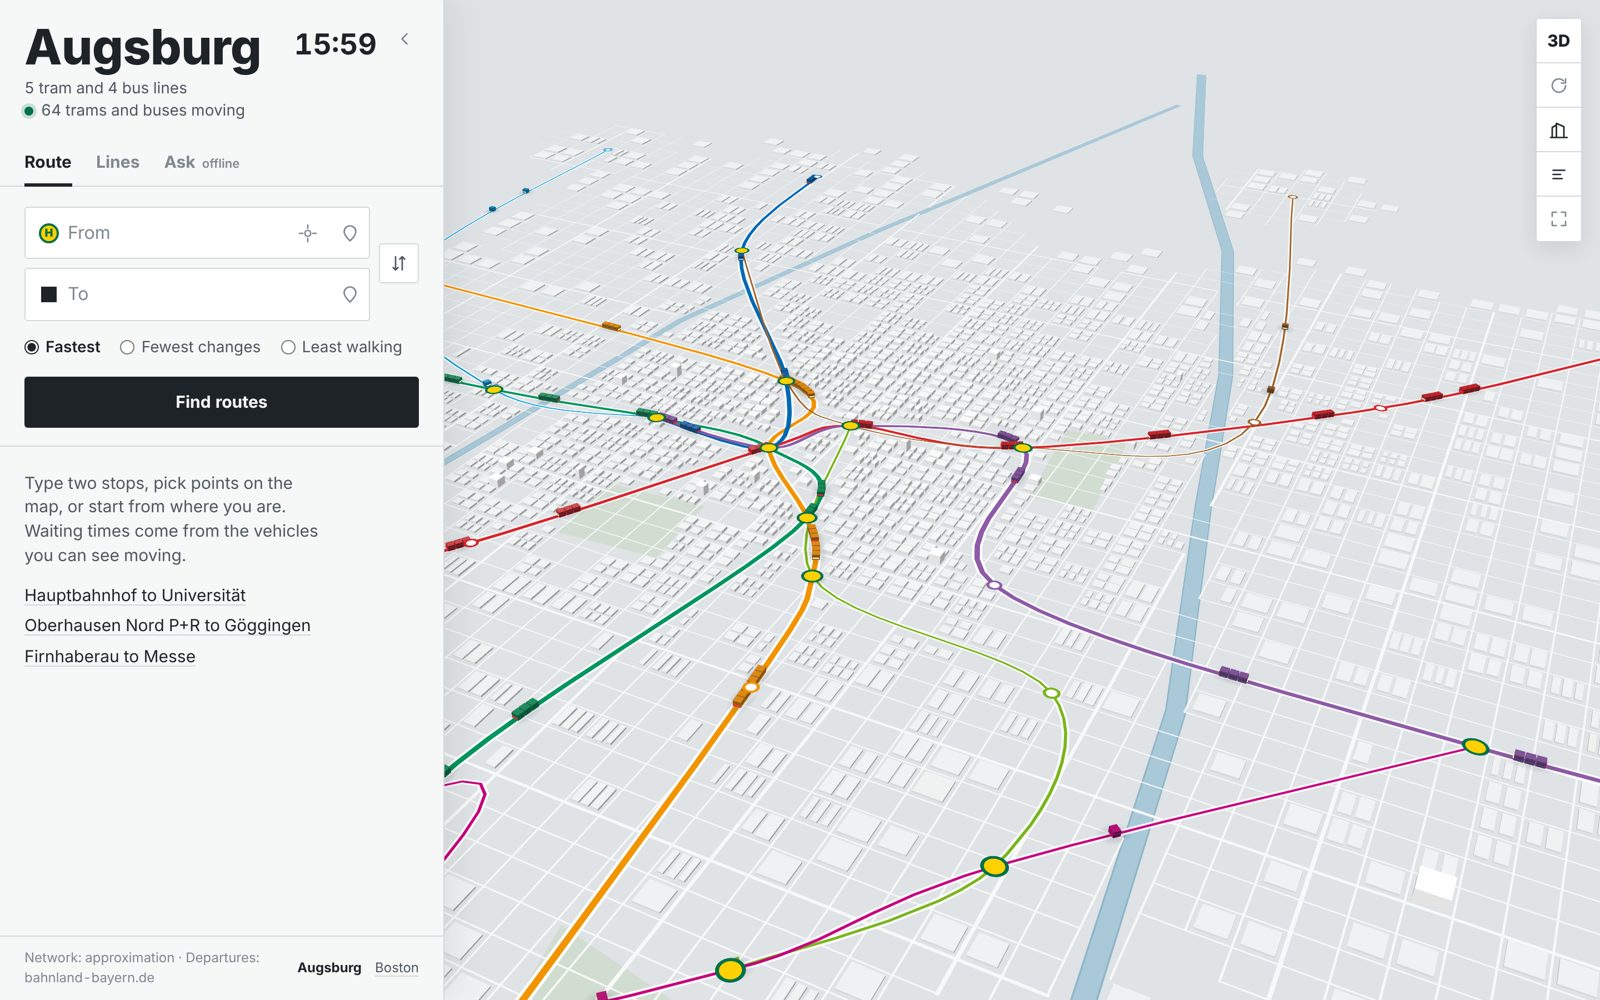 Augsburg
15:59
5 tram and 4 bus lines
64 trams and buses moving
Route
Lines
Ask offline
H
From
To
Fastest
Fewest changes
Least walking
Find routes
Type two stops, pick points on the
map, or start from where you are.
Waiting times come from the vehicles
you can see moving.
Hauptbahnhof to Universität
Oberhausen Nord P+R to Göggingen
Firnhaberau to Messe
Network: approximation · Departures:
bahnland-bayern.de
Augsburg
Boston
3D